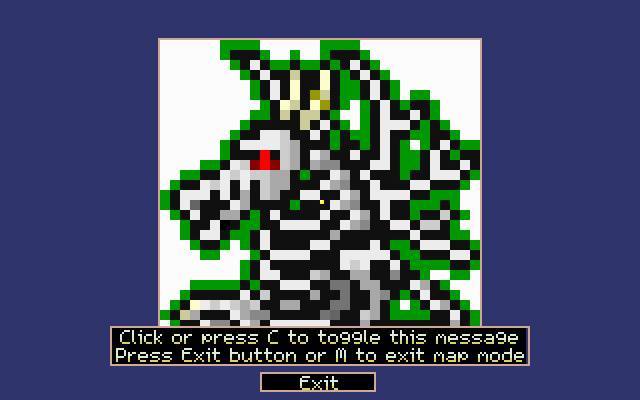 Click or press C to toggle this message
Press Exit button or M to exit map mode
Exit